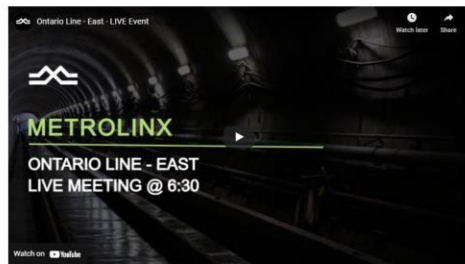 Ontario Line - East - LIVE Event
Watch later
Share
METROLINX
ONTARIO LINE - EAST
LIVE MEETING @ 6:30
Watch on YouTube